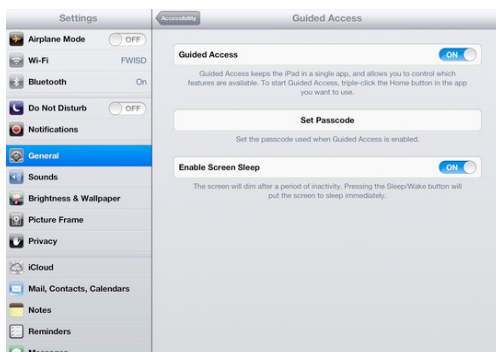 Settings
Airplane Mode OFF
Wi-Fi FWISD
Bluetooth On
Do Not Disturb OFF
Notifications
General
Sounds
Brightness & Wallpaper
Picture Frame
Privacy
iCloud
Mail, Contacts, Calendars
Notes
Reminders
Messages
Accessibility
Guided Access
Guided Access ON
Guided Access keeps the iPad in a single app, and allows you to control which
features are available. To start Guided Access, triple-click the Home button in the app
you want to use.
Set Passcode
Set the passcode used when Guided Access is enabled.
Enable Screen Sleep ON
The screen will dim after a period of inactivity. Pressing the Sleep/Wake button will
put the screen to sleep immediately.